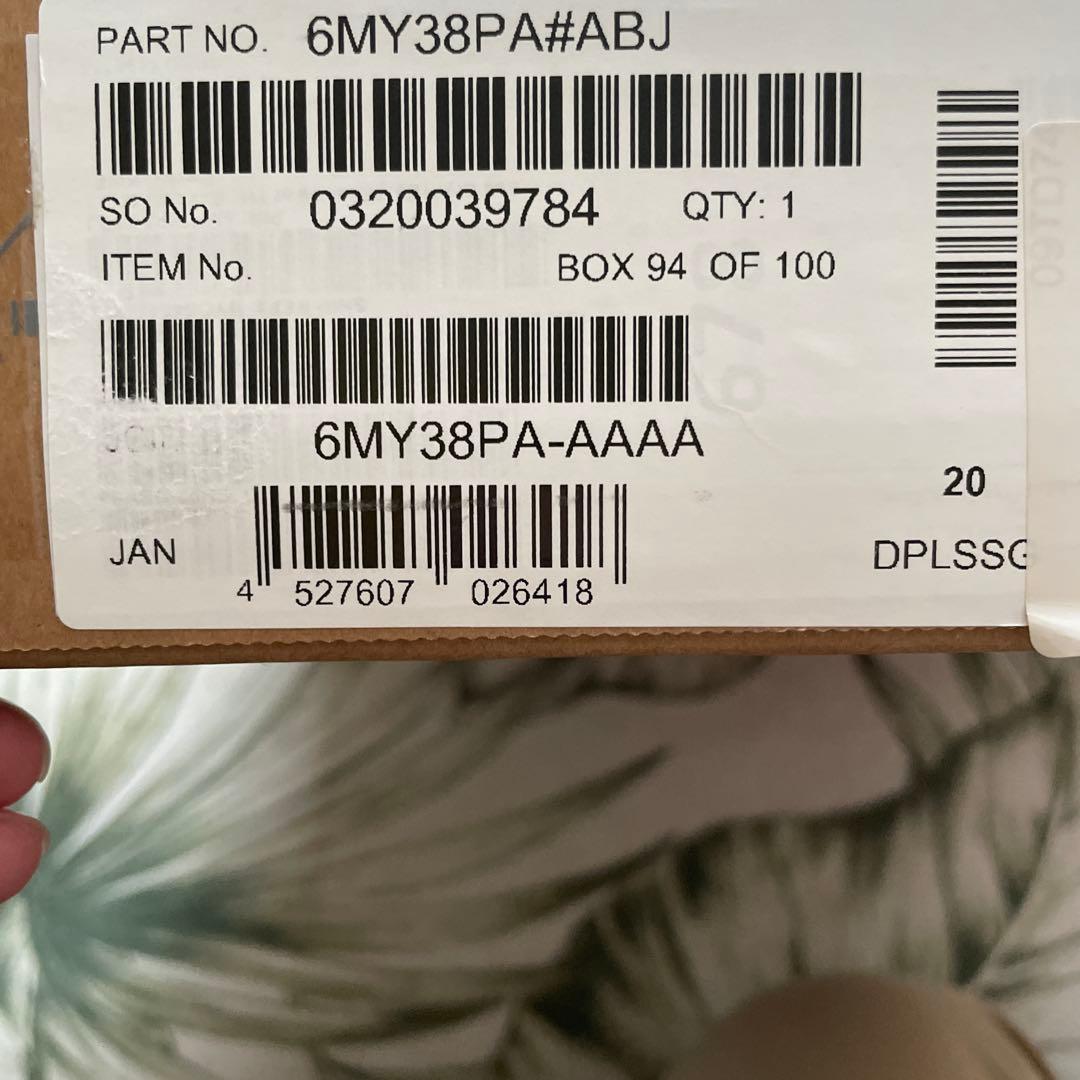 PART NO. 6MY38PA#ABJ
SO No. 0320039784 QTY: 1
ITEM No. BOX 94 OF 100
6MY38PA-AAAA
20
JAN
DPLSSG
4 527607 026418